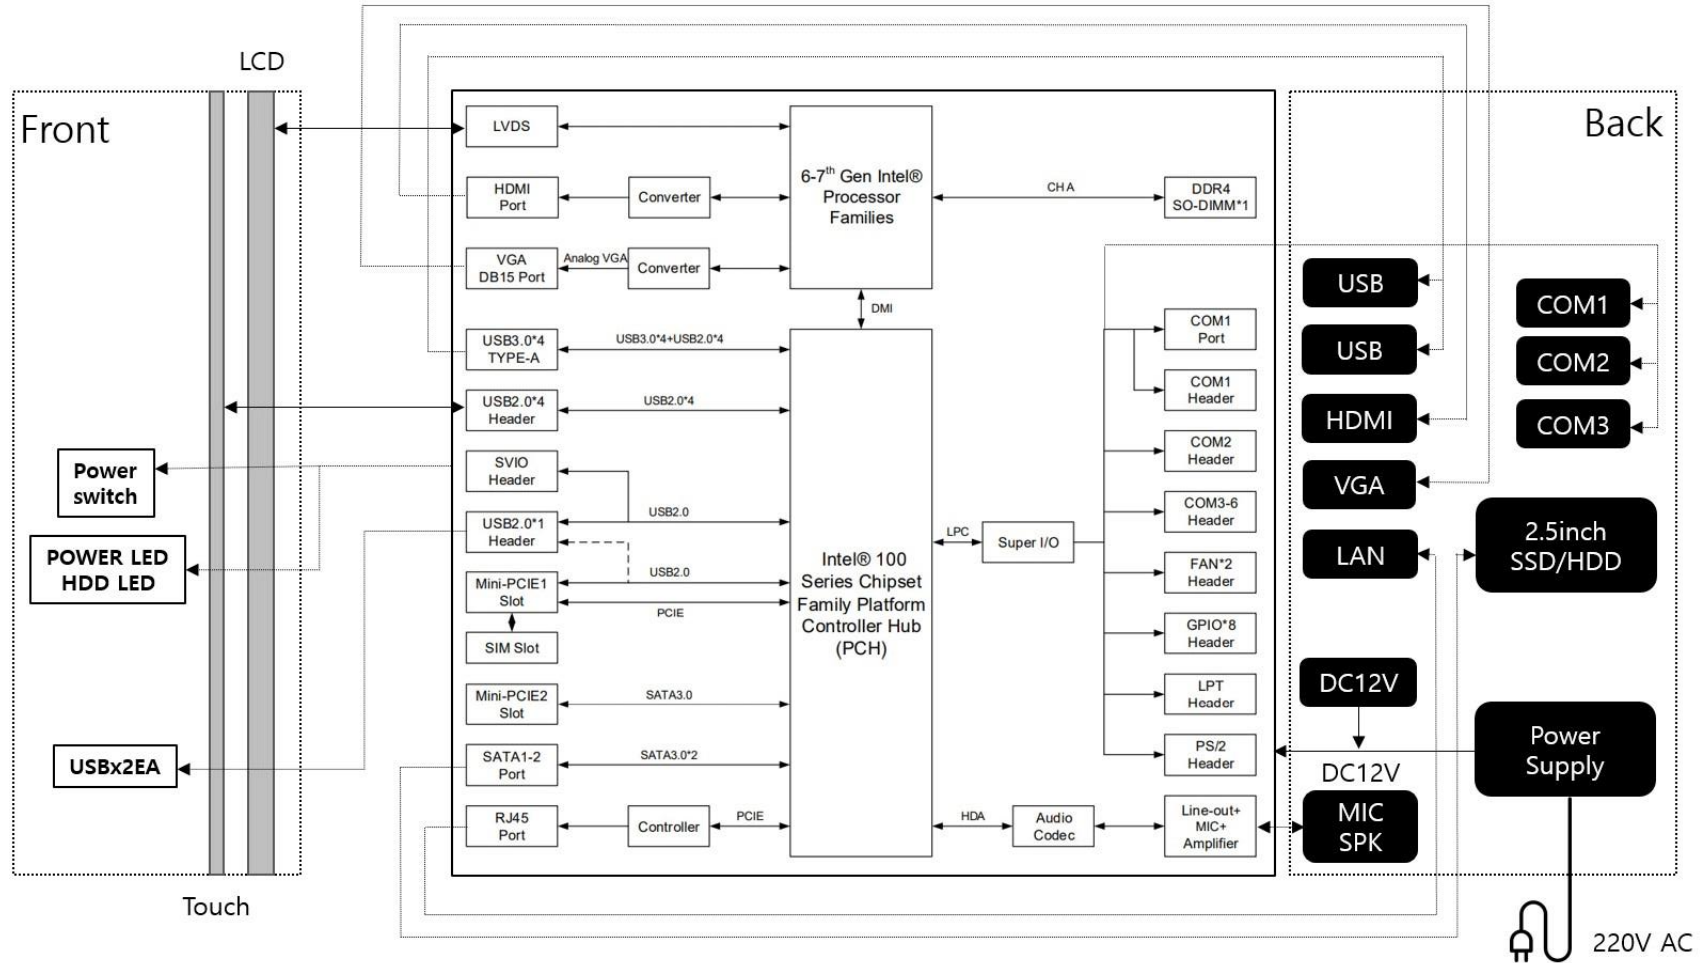 LCD
Front
Back
LVDS
6-7th Gen Intel®
Processor
Families
HDMI
Port
Converter
CH A
DDR4
SO-DIMM*1
VGA
DB15 Port
Analog VGA
Converter
DMI
USB
COM1
USB3.0*4
TYPE-A
USB3.0*4+USB2.0*4
COM1
Port
USB
COM2
USB2.0*4
Header
USB2.0*4
COM1
Header
HDMI
COM3
Power
switch
SVIO
Header
COM2
Header
VGA
USB2.0
USB2.0*1
Header
COM3-6
Header
LPC
Super I/O
2.5inch
SSD/HDD
LAN
POWER LED
HDD LED
USB2.0
Mini-PCIE1
Slot
PCIE
Intel® 100
Series Chipset
Family Platform
Controller Hub
(PCH)
FAN*2
Header
SIM Slot
GPIO*8
Header
Mini-PCIE2
Slot
SATA3.0
LPT
Header
DC12V
USBx2EA
SATA1-2
Port
SATA3.0*2
PS/2
Header
DC12V
Power
Supply
RJ45
Port
Controller
PCIE
HDA
Audio
Codec
Line-out+
MIC+
Amplifier
MIC
SPK
Touch
220V AC